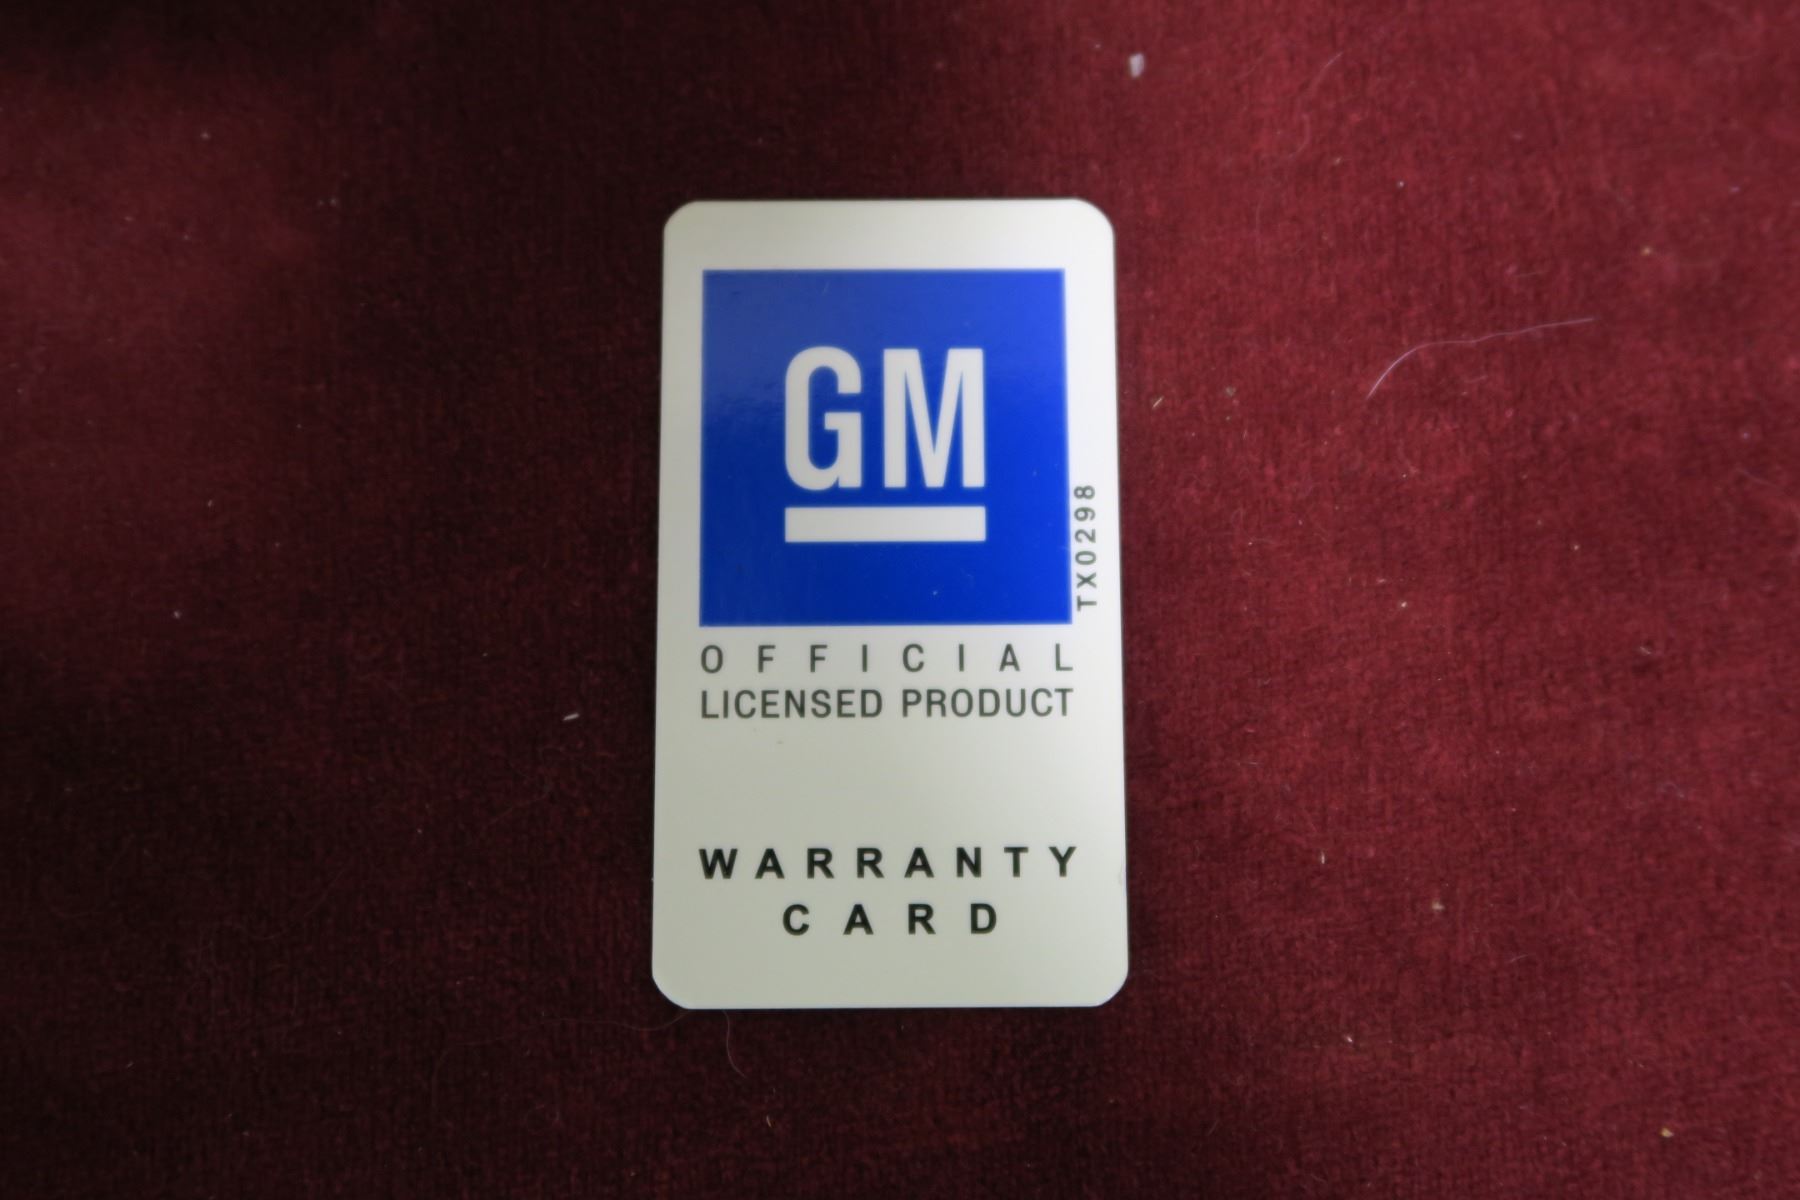 GM
TX0298
OFFICIAL
LICENSED PRODUCT
WARRANTY
CARD